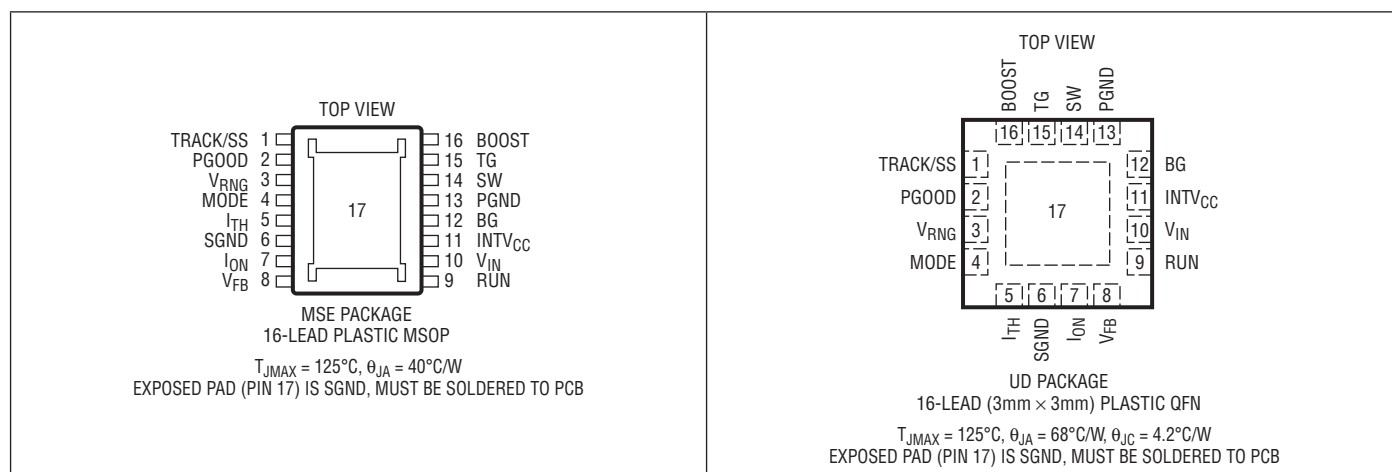 TOP VIEW
TRACK/SS 1
PGOOD 2
VRNG 3
MODE 4
ITH 5
SGND 6
ION 7
VFB 8
16 BOOST
15 TG
14 SW
13 PGND
12 BG
11 INTVCC
10 VIN
9 RUN
17
MSE PACKAGE
16-LEAD PLASTIC MSOP
TJMAX = 125°C, θJA = 40°C/W
EXPOSED PAD (PIN 17) IS SGND, MUST BE SOLDERED TO PCB
TOP VIEW
BOOST
TG
SW
PGND
16 15 14 13
TRACK/SS 1
PGOOD 2
VRNG 3
MODE 4
17
12 BG
11 INTVCC
10 VIN
9 RUN
5 6 7 8
ITH
SGND
ION
VFB
UD PACKAGE
16-LEAD (3mm × 3mm) PLASTIC QFN
TJMAX = 125°C, θJA = 68°C/W, θJC = 4.2°C/W
EXPOSED PAD (PIN 17) IS SGND, MUST BE SOLDERED TO PCB